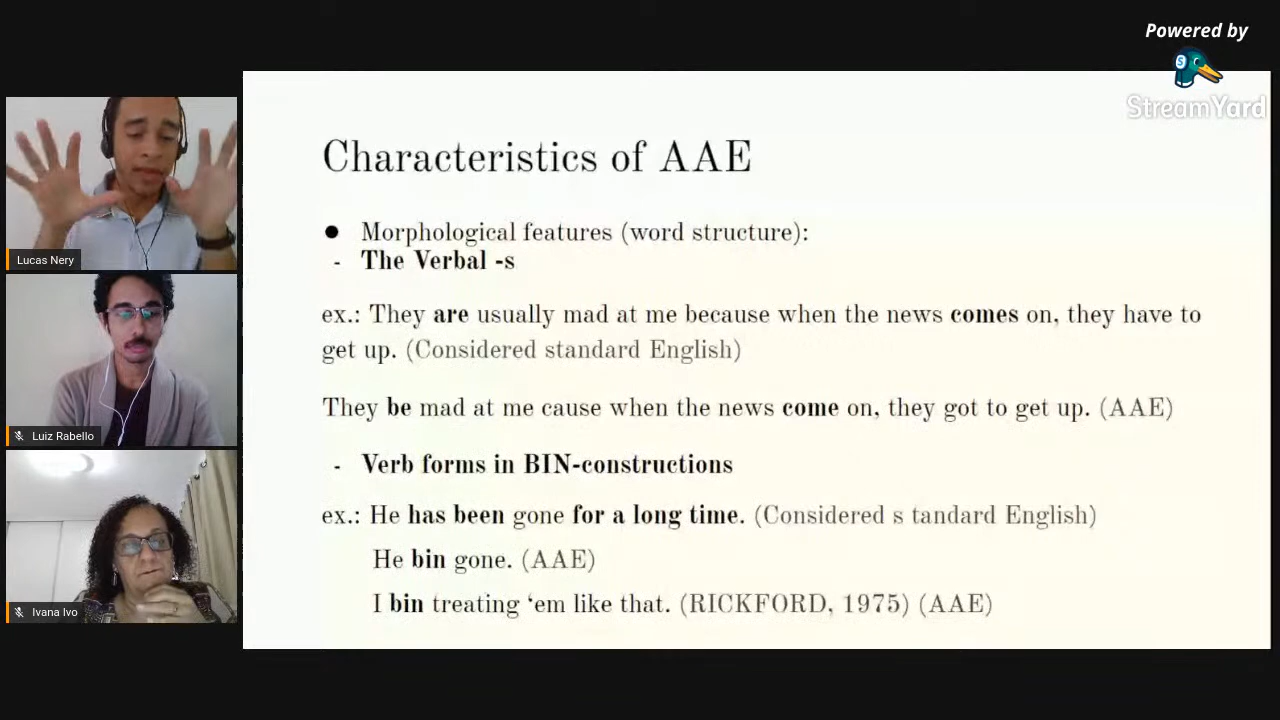 Powered by
StreamYard
Lucas Nery
Luiz Rabello
Ivana Ivo
Characteristics of AAE
● Morphological features (word structure):
- The Verbal -s
ex.: They are usually mad at me because when the news comes on, they have to
get up. (Considered standard English)
They be mad at me cause when the news come on, they got to get up. (AAE)
- Verb forms in BIN-constructions
ex.: He has been gone for a long time. (Considered s tandard English)
He bin gone. (AAE)
I bin treating ‘em like that. (RICKFORD, 1975) (AAE)